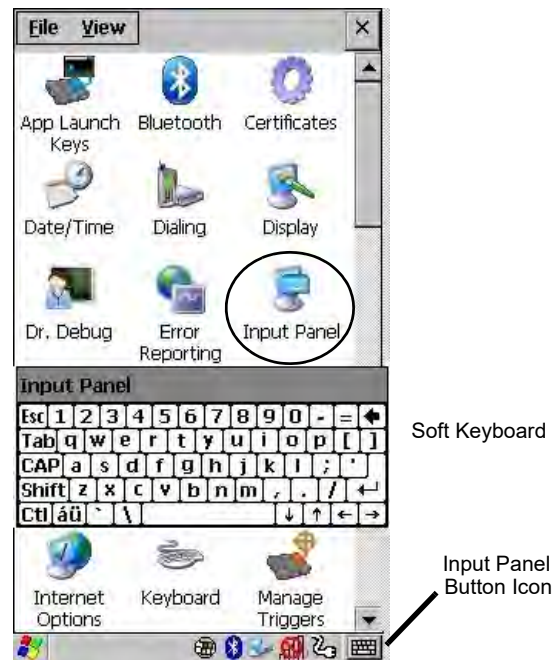 File View ×
App Launch Bluetooth Certificates
Keys
Date/Time Dialing Display
Dr. Debug Error Input Panel
Reporting
Input Panel
Esc 1 2 3 4 5 6 7 8 9 0 - =
Tab q w e r t y u i o p [ ]
CAP a s d f g h j k l ; '
Shift z x c v b n m , . /
Ctl áü ` \ ↓ ↑ ← →
Soft Keyboard
Internet Keyboard Manage
Options Triggers
Input Panel
Button Icon